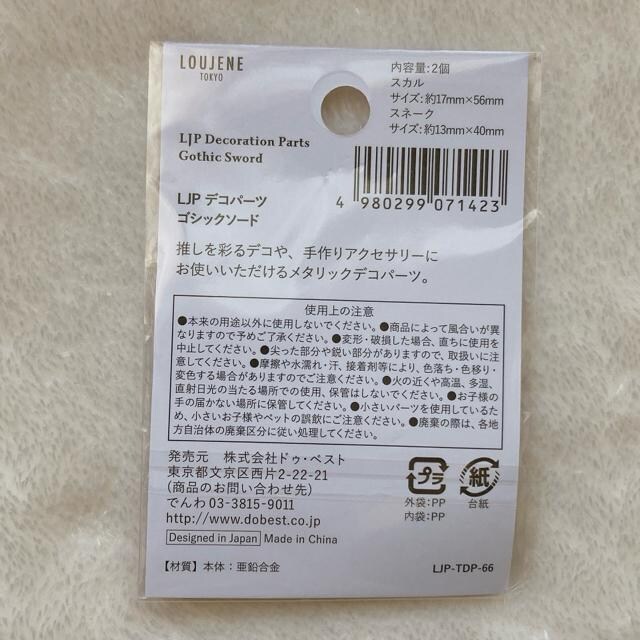 LOUJENE
TOKYO
内容量:2個
スカル
サイズ:約17mm×56mm
スネーク
サイズ:約13mm×40mm
LJP Decoration Parts
Gothic Sword
4 980299 071423
LJP デコパーツ
ゴシックソード
推しを彩るデコや、手作りアクセサリーに
お使いいただけるメタリックデコパーツ。
使用上の注意
●本来の用途以外に使用しないでください。●商品によって風合いが異
なりますので予めご了承ください。●変形・破損した場合、直ちに使用を
中止してください。●尖った部分や鋭い部分がありますので、取扱いに注
意してください。●摩擦や水濡れ・汗、接着剤等により、色落ち・色移り・
変色する場合がありますのでご注意ください。●火の近くや高温、多湿、
直射日光の当たる場所での使用、保管はしないでください。●お子様の
手の届かない場所に保管してください。●小さいパーツを使用しているた
め、小さいお子様やペットの誤飲にご注意ください。●廃棄の際は、各地
方自治体の廃棄区分に従い処理してください。
発売元 株式会社ドゥ・ベスト
東京都文京区西片2-22-21
(商品のお問い合わせ先)
でんわ 03-3815-9011
http://www.dobest.co.jp
Designed in Japan Made in China
プラ
外袋:PP
内袋:PP
紙
台紙
【材質】本体:亜鉛合金
LJP-TDP-66